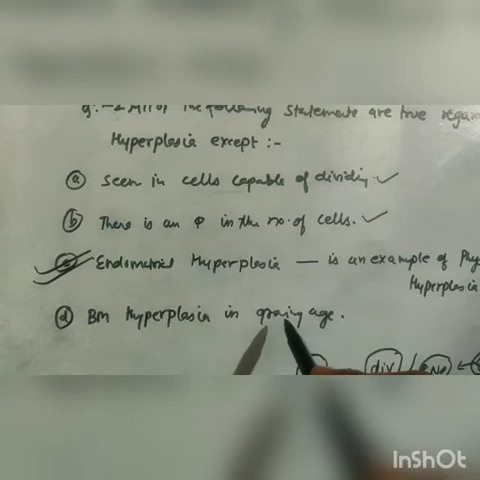 Q:-2 All of the following statements are true regar
Hyperplasia except :-
(a) Seen in cells capable of dividing ✓
(b) There is an ↑ in the no. of cells. ✓
(c) Endometrial Hyperplasia — is an example of Phy
Hyperplasia
(d) BM Hyperplasia in growing age.
div /
InShOt